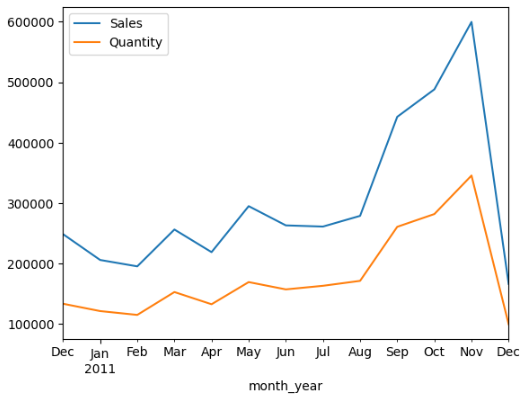 Sales
Quantity
600000
500000
400000
300000
200000
100000
Dec Jan Feb Mar Apr May Jun Jul Aug Sep Oct Nov Dec
2011
month_year